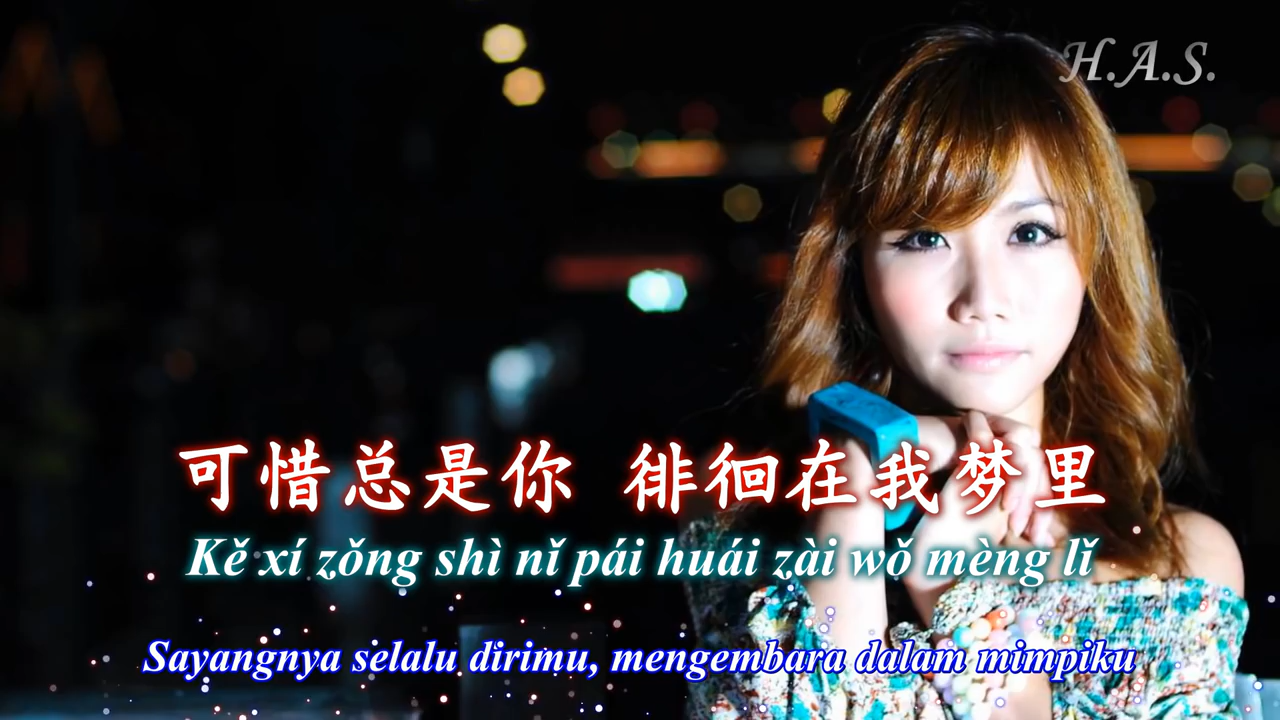 H.A.S.
可惜总是你 徘徊在我梦里
Kě xí zǒng shì nǐ pái huái zài wǒ mèng lǐ
Sayangnya selalu dirimu, mengembara dalam mimpiku